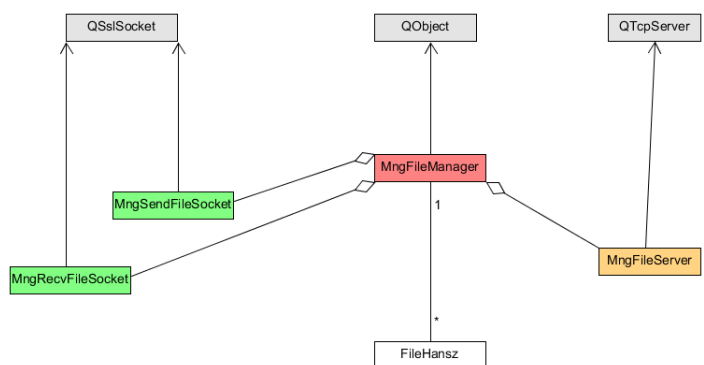 QSslSocket
QObject
QTcpServer
MngFileManager
MngSendFileSocket
1
MngFileServer
MngRecvFileSocket
*
FileHansz